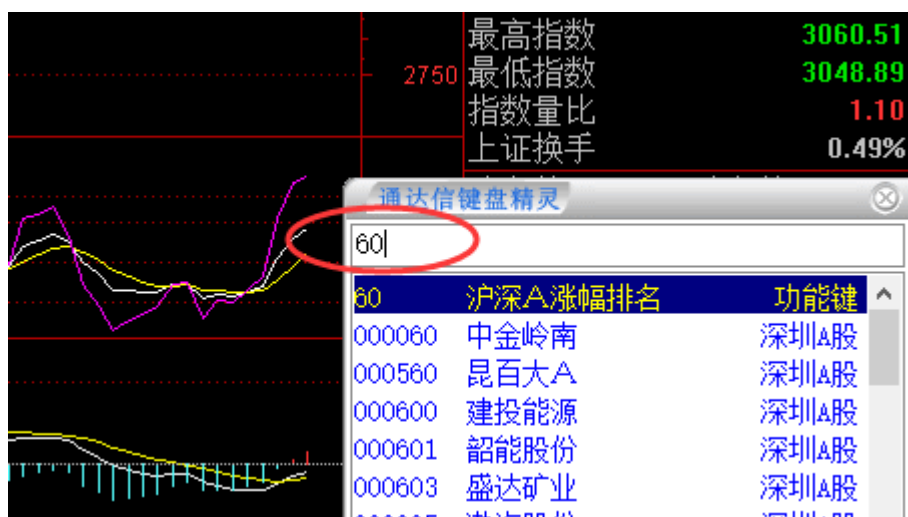 最高指数 3060.51
2750 最低指数 3048.89
指数量比 1.10
上证换手 0.49%
通达信键盘精灵
60
60 沪深A涨幅排名 功能键
000060 中金岭南 深圳A股
000560 昆百大A 深圳A股
000600 建投能源 深圳A股
000601 韶能股份 深圳A股
000603 盛达矿业 深圳A股